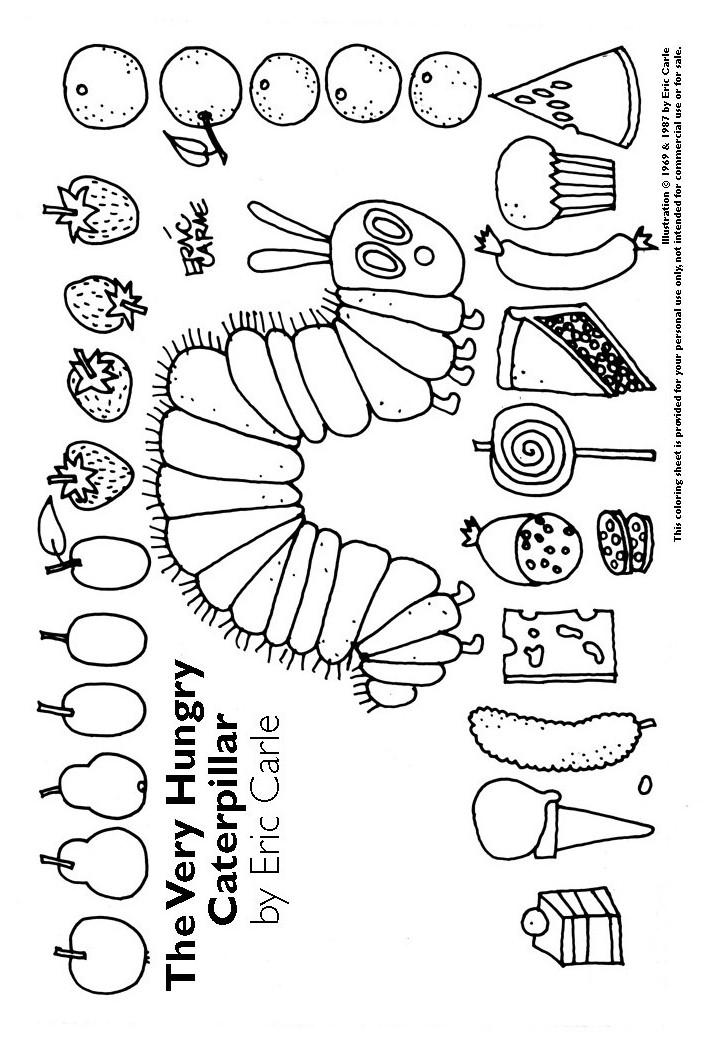 The Very Hungry
Caterpillar
by Eric Carle
ERIC
CARLE
Illustration © 1969 & 1987 by Eric Carle
This coloring sheet is provided for your personal use only, not intended for commercial use or for sale.